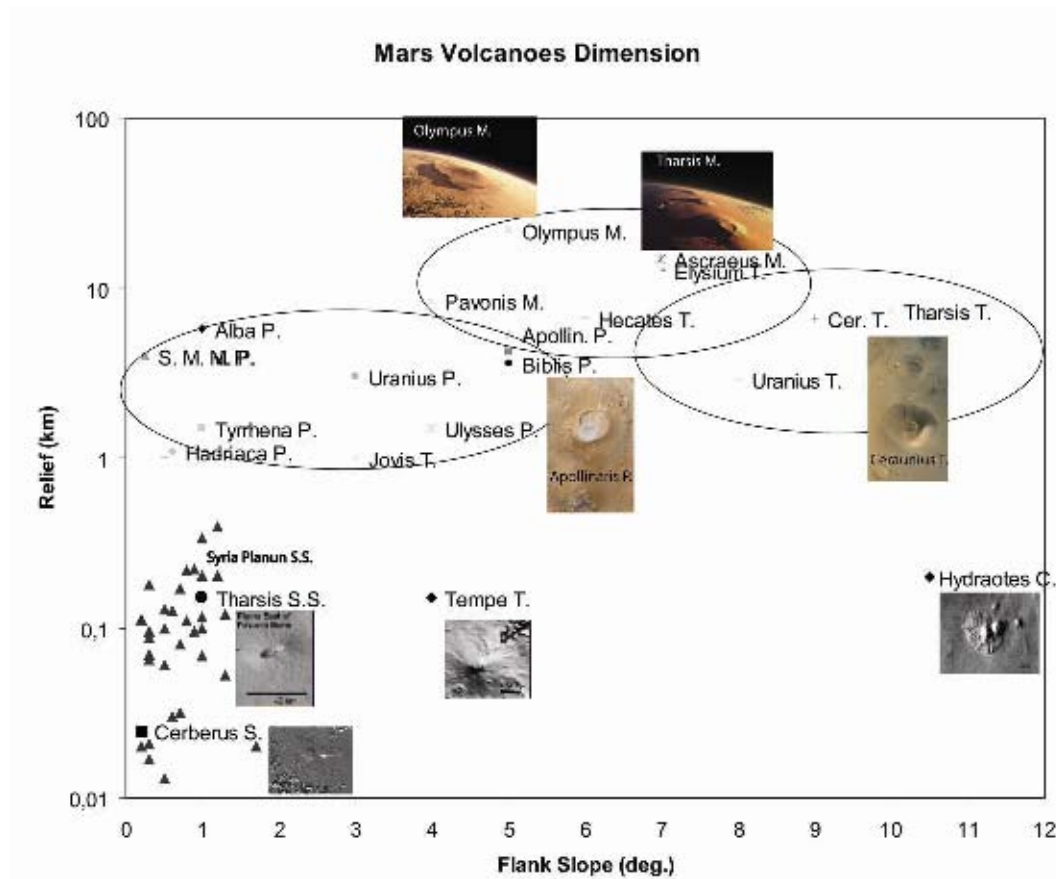 Mars Volcanoes Dimension
100
Olympus M.
Tharsis M.
Olympus M.
Ascraeus M.
Elysium T.
10
Pavonis M.
Hecates T.
Cer. T.
Tharsis T.
Alba P.
Apollin. P.
S. M.
Biblis P.
Uranius P.
Uranius T.
Tyrrhena P.
Ulysses P.
Hadriaca P.
Jovis T.
1
Apollinaris P.
Ceraunius T.
Relief (km)
Syria Planun S.S.
Tharsis S.S.
Tempe T.
Hydraotes C.
0,1
Cerberus S.
0,01
0 1 2 3 4 5 6 7 8 9 10 11 12
Flank Slope (deg.)